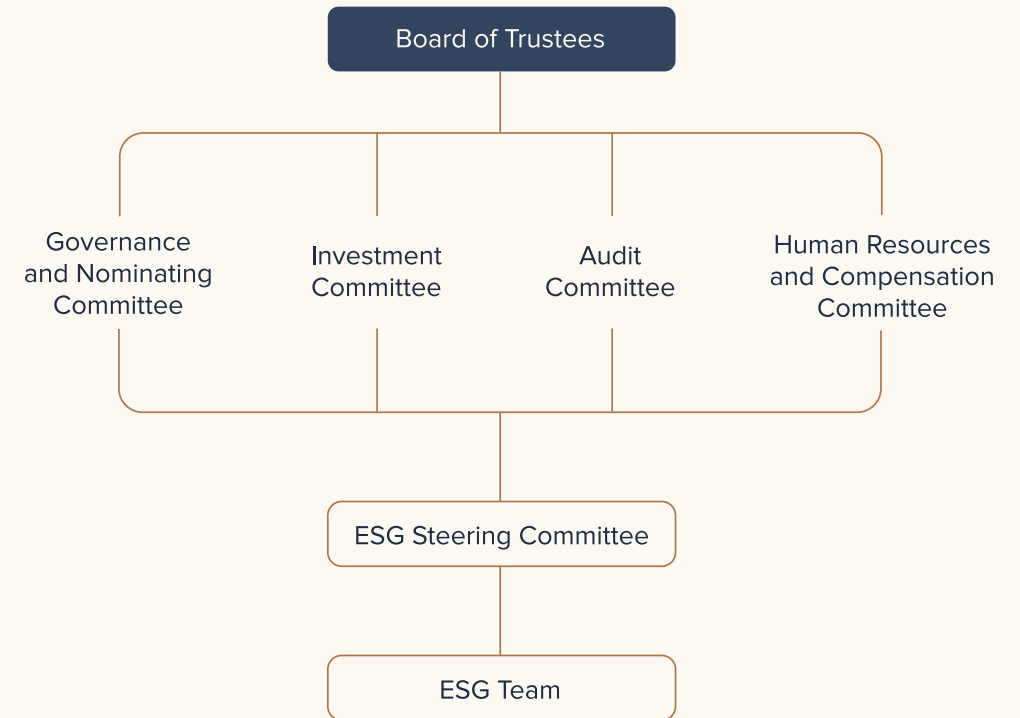 Board of Trustees
Governance
and Nominating
Committee
Investment
Committee
Audit
Committee
Human Resources
and Compensation
Committee
ESG Steering Committee
ESG Team